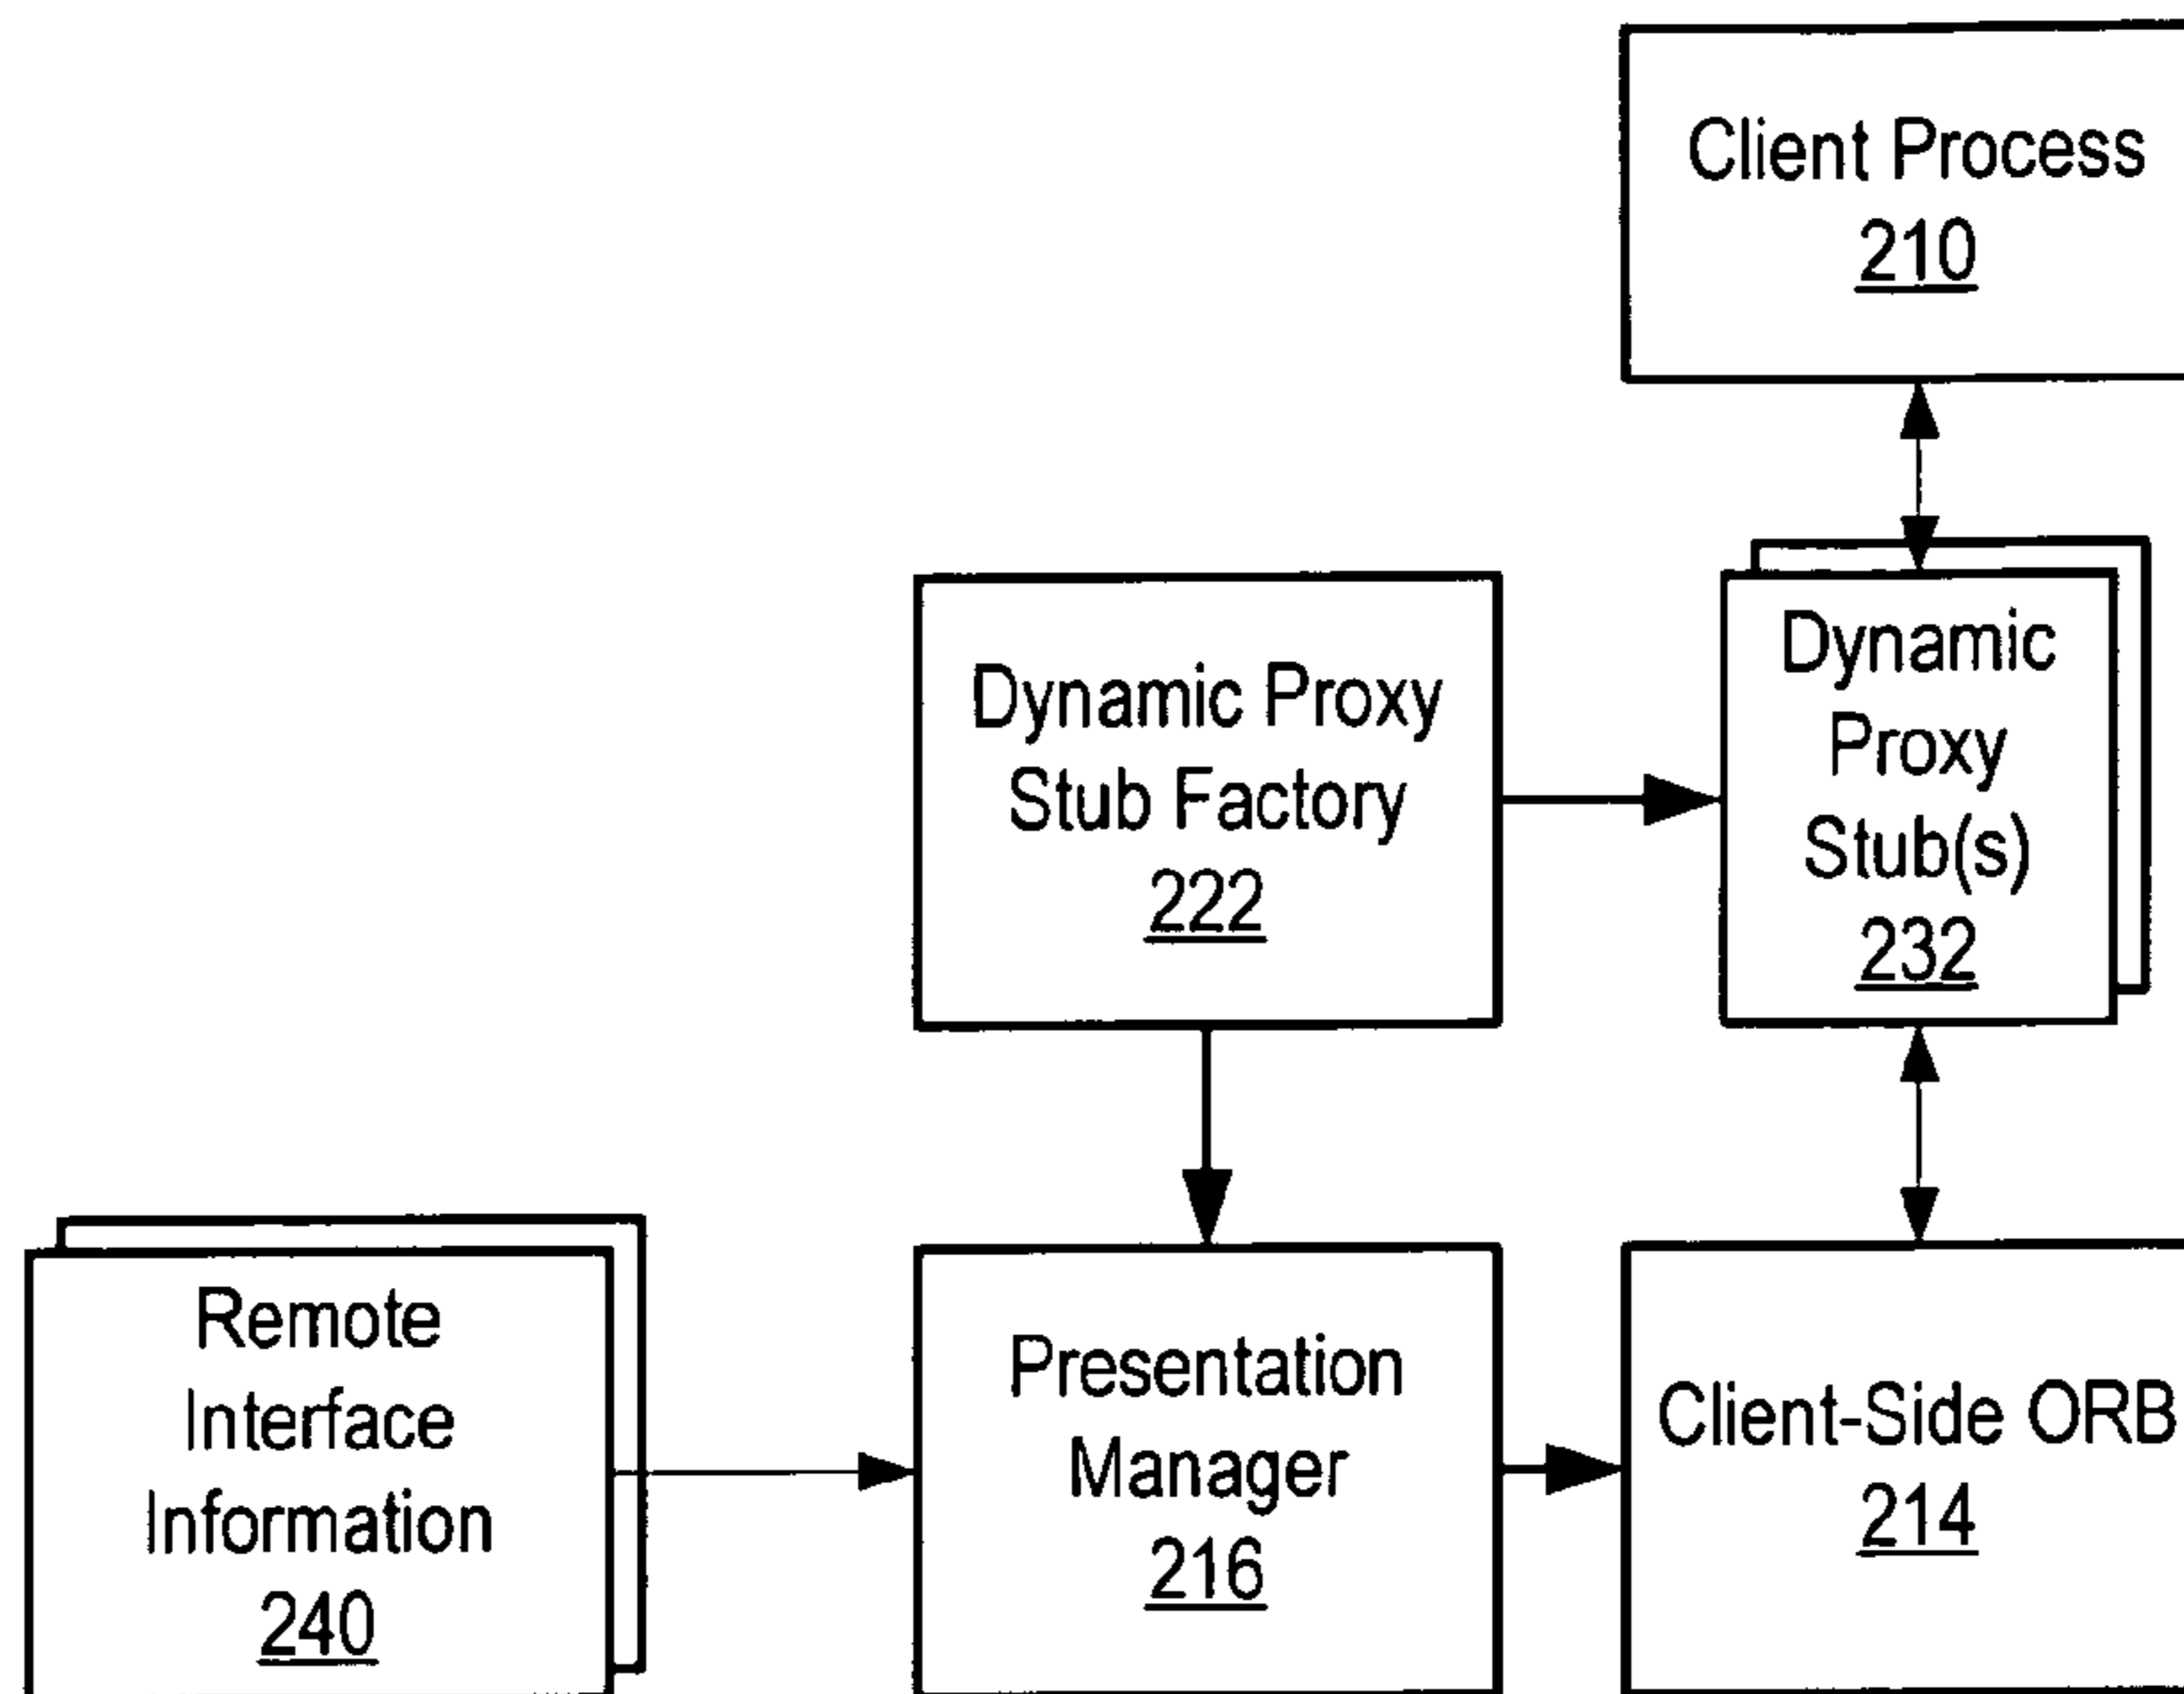 Client Process
210
Dynamic Proxy
Stub Factory
222
Dynamic
Proxy
Stub(s)
232
Remote
Interface
Information
240
Presentation
Manager
216
Client-Side ORB
214